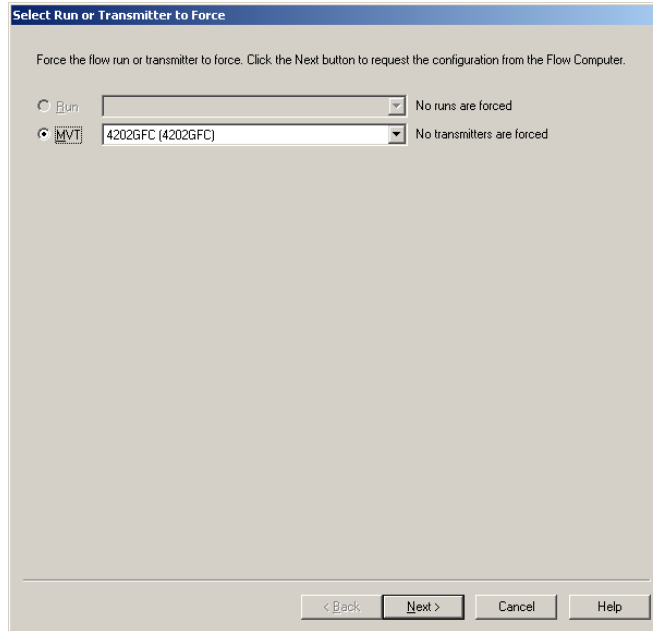 Select Run or Transmitter to Force
Force the flow run or transmitter to force. Click the Next button to request the configuration from the Flow Computer.
Run No runs are forced
MVT 4202GFC (4202GFC) No transmitters are forced
< Back Next > Cancel Help